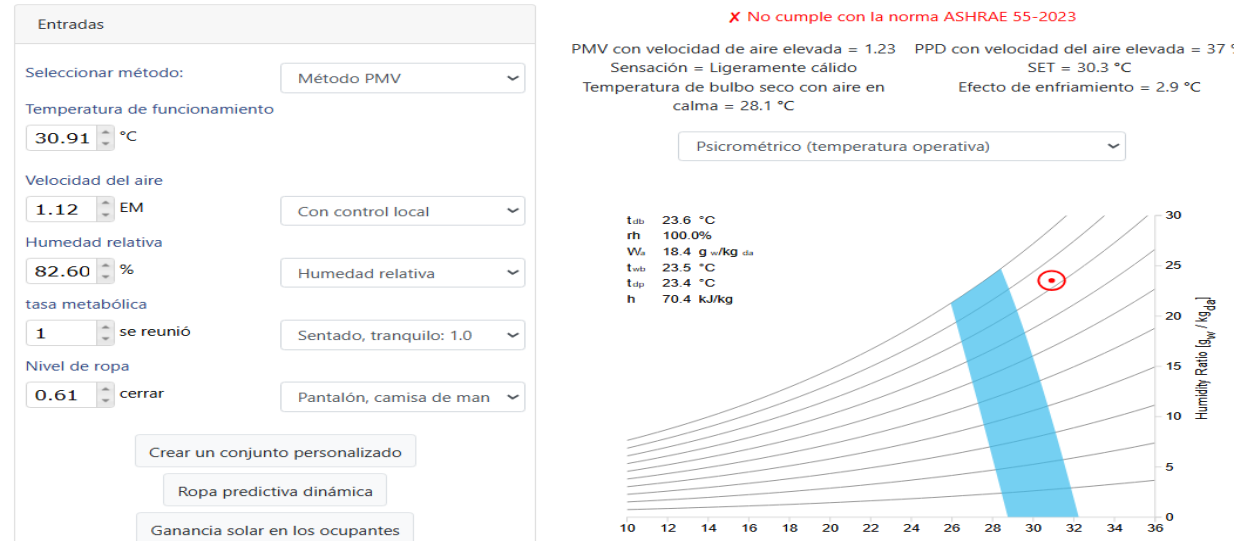 Entradas
Seleccionar método:
Método PMV
Temperatura de funcionamiento
30.91 °C
Velocidad del aire
1.12 EM
Con control local
Humedad relativa
82.60 %
Humedad relativa
tasa metabólica
1 se reunió
Sentado, tranquilo: 1.0
Nivel de ropa
0.61 cerrar
Pantalón, camisa de man
Crear un conjunto personalizado
Ropa predictiva dinámica
Ganancia solar en los ocupantes
✘ No cumple con la norma ASHRAE 55-2023
PMV con velocidad de aire elevada = 1.23 PPD con velocidad del aire elevada = 37 %
Sensación = Ligeramente cálido SET = 30.3 °C
Temperatura de bulbo seco con aire en Efecto de enfriamiento = 2.9 °C
calma = 28.1 °C
Psicrométrico (temperatura operativa)
tdb 23.6 °C
rh 100.0%
Wa 18.4 g w/kg da
twb 23.5 °C
tdp 23.4 °C
h 70.4 kJ/kg
30
25
20
15
10
5
0
Humidity Ratio [gw / kgda]
10 12 14 16 18 20 22 24 26 28 30 32 34 36